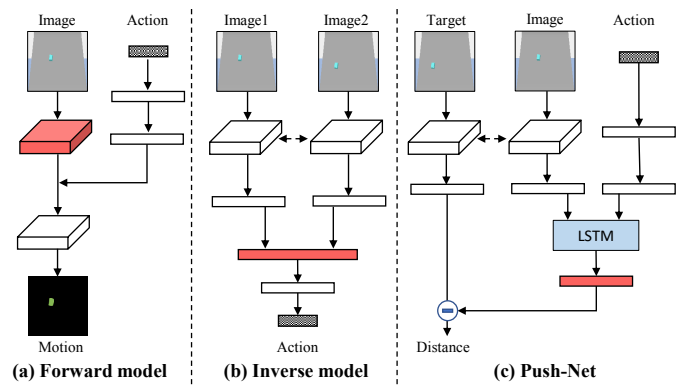 Image
Action
Motion
(a) Forward model
Image1
Image2
Action
(b) Inverse model
Target
Image
Action
LSTM
Distance
(c) Push-Net